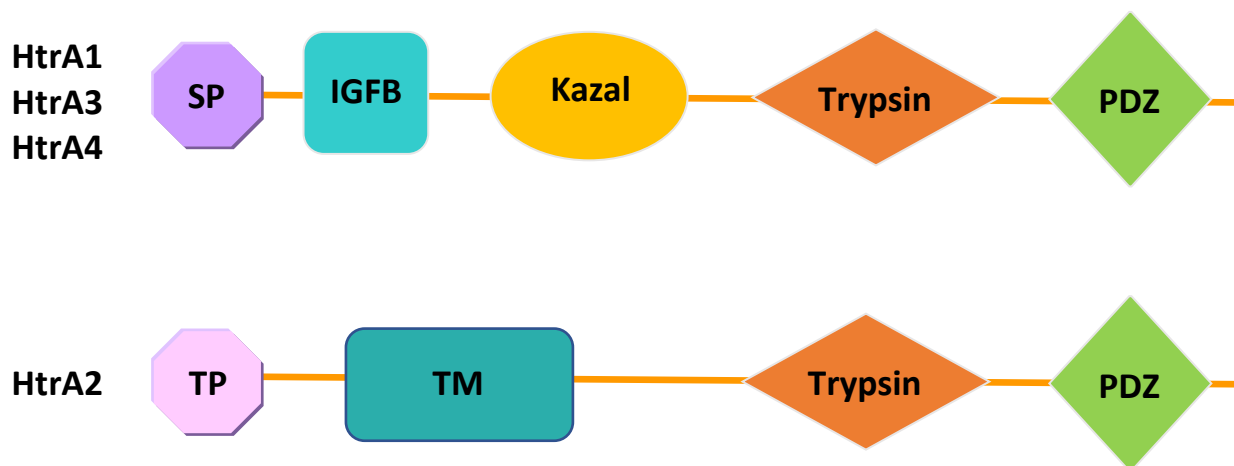 HtrA1
HtrA3
HtrA4
SP IGFB Kazal Trypsin PDZ
HtrA2 TP TM Trypsin PDZ